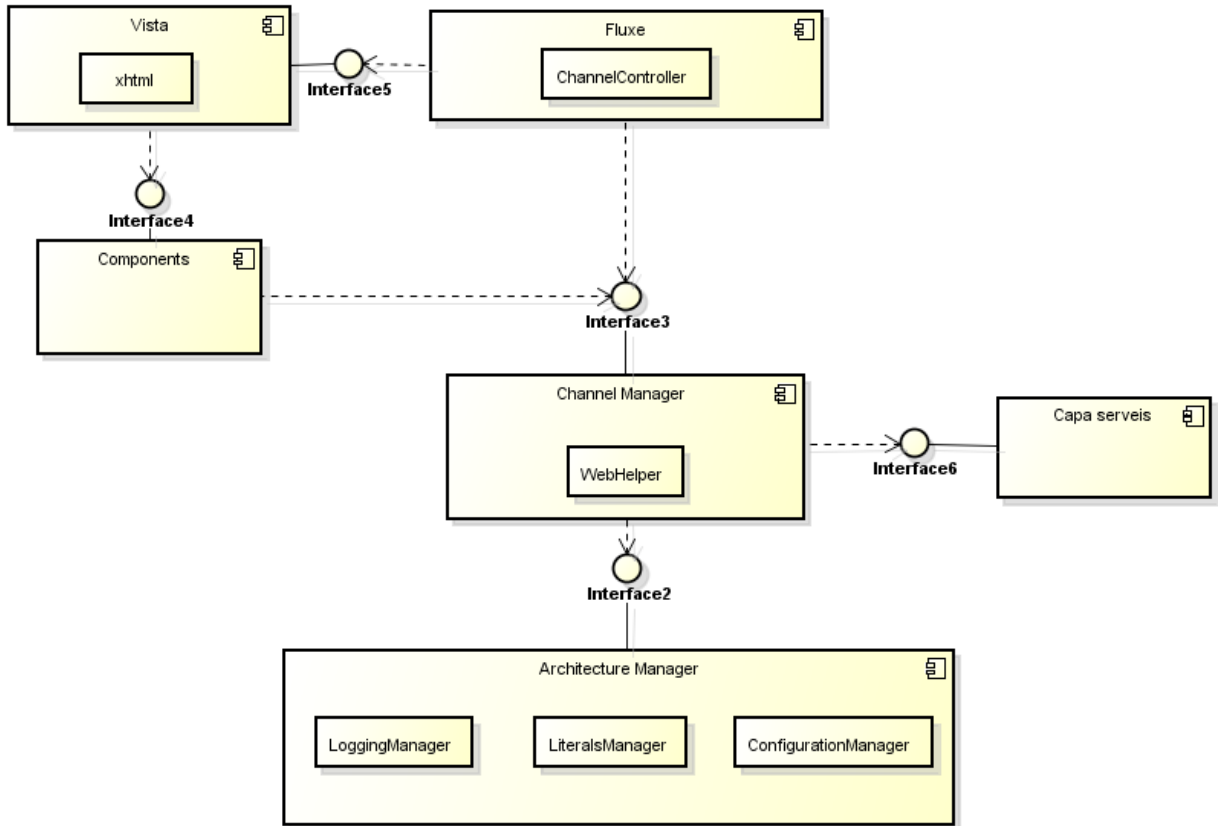 Vista
xhtml
Interface5
Fluxe
ChannelController
Interface4
Components
Interface3
Channel Manager
WebHelper
Interface6
Capa serveis
Interface2
Architecture Manager
LoggingManager
LiteralsManager
ConfigurationManager